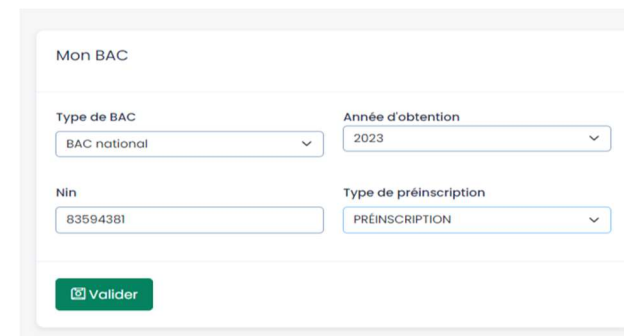 Mon BAC
Type de BAC
Année d'obtention
BAC national
2023
Nin
Type de préinscription
83594381
PRÉINSCRIPTION
Valider